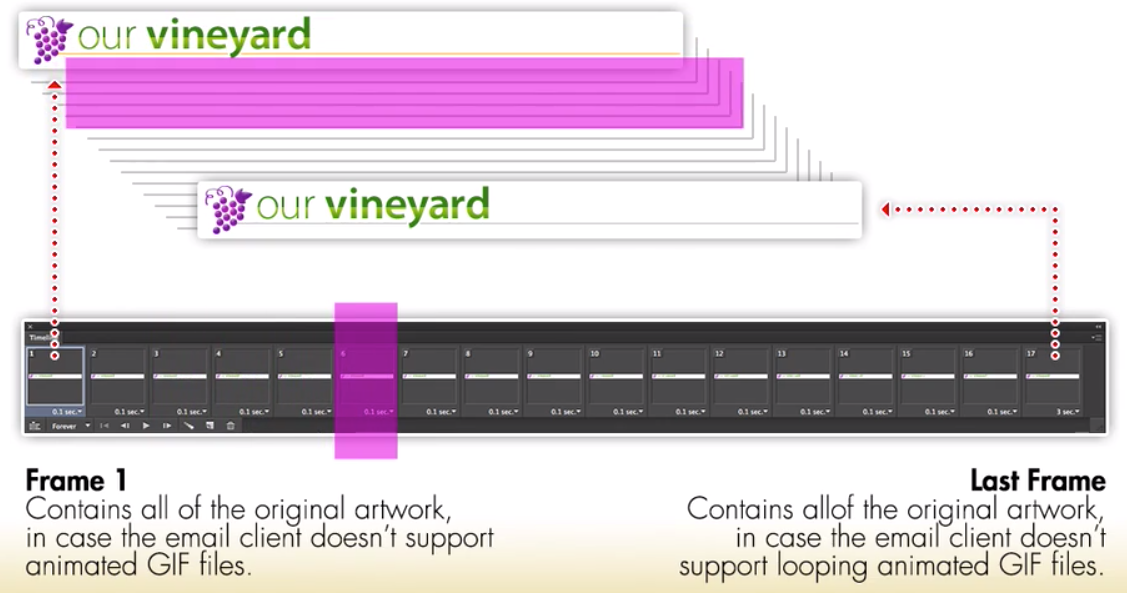 our vineyard
our vineyard
Timeline
1 2 3 4 5 6 7 8 9 10 11 12 13 14 15 16 17
0.1 sec. 0.1 sec. 0.1 sec. 0.1 sec. 0.1 sec. 0.1 sec. 0.1 sec. 0.1 sec. 0.1 sec. 0.1 sec. 0.1 sec. 0.1 sec. 0.1 sec. 0.1 sec. 0.1 sec. 0.1 sec. 3 sec.
Forever
Frame 1
Contains all of the original artwork,
in case the email client doesn't support
animated GIF files.
Last Frame
Contains allof the original artwork,
in case the email client doesn't
support looping animated GIF files.